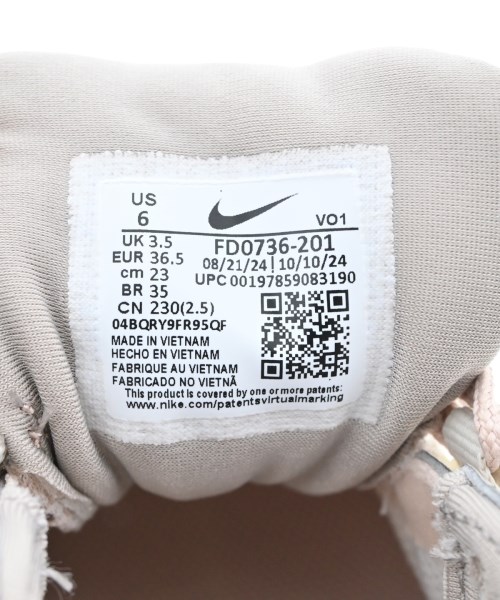 US
6
VO1
UK 3.5
EUR 36.5
cm 23
BR 35
CN 230(2.5)
FD0736-201
08/21/24 | 10/10/24
UPC 00197859083190
04BQRY9FR95QF
MADE IN VIETNAM
HECHO EN VIETNAM
FABRIQUE AU VIETNAM
FABRICADO NO VIETNÃ
This product is covered by one or more patents:
www.nike.com/patentsvirtualmarking